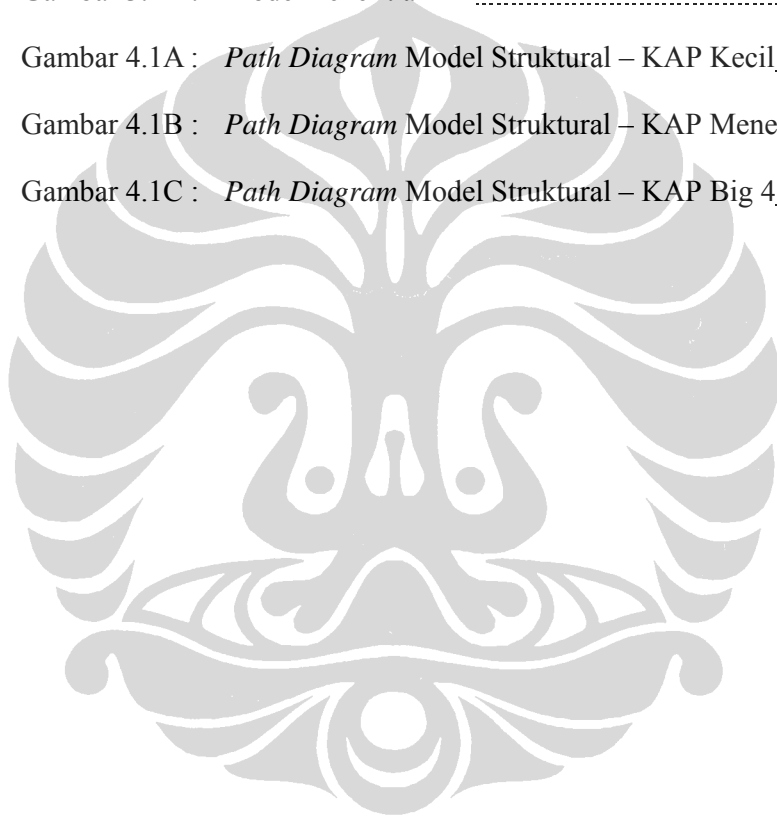 Gambar 4.1A : Path Diagram Model Struktural – KAP Kecil
Gambar 4.1B : Path Diagram Model Struktural – KAP Mene
Gambar 4.1C : Path Diagram Model Struktural – KAP Big 4